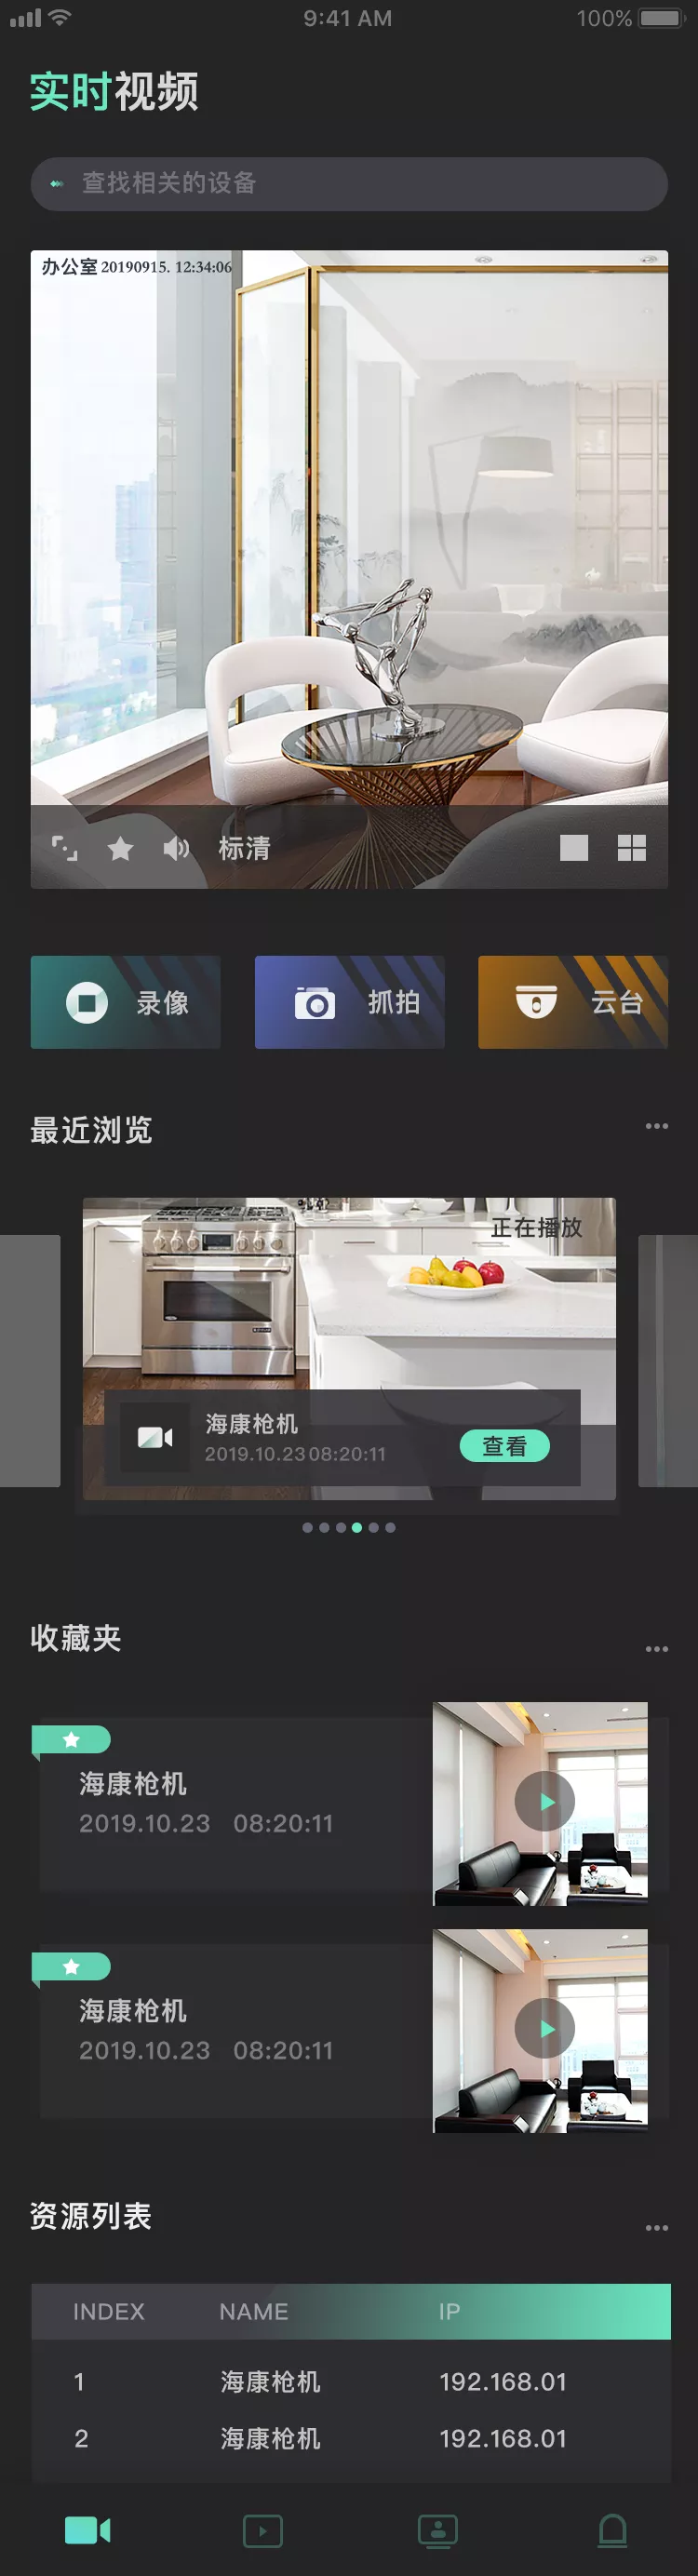 9:41 AM 100%
实时视频
查找相关的设备
办公室 20190915. 12:34:06
标清
录像 抓拍 云台
最近浏览
正在播放
海康枪机
2019.10.23 08:20:11
查看
收藏夹
海康枪机
2019.10.23 08:20:11
海康枪机
2019.10.23 08:20:11
资源列表
INDEX NAME IP
1 海康枪机 192.168.01
2 海康枪机 192.168.01